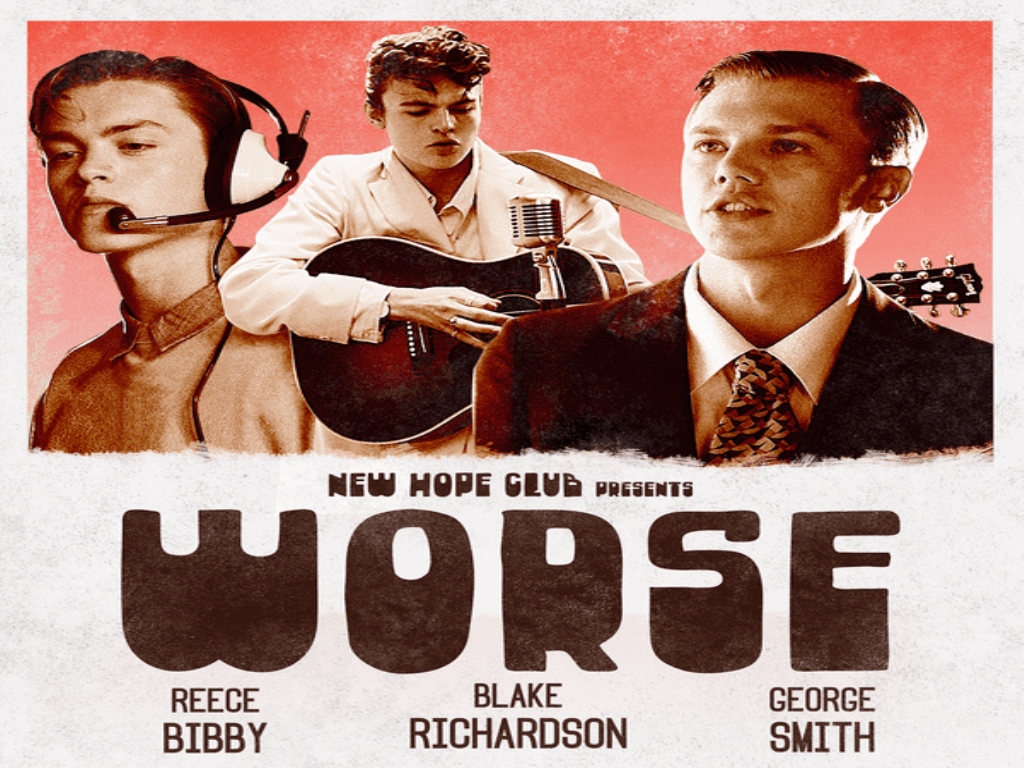 NEW HOPE CLUB PRESENTS
WORSE
REECE
BIBBY
BLAKE
RICHARDSON
GEORGE
SMITH